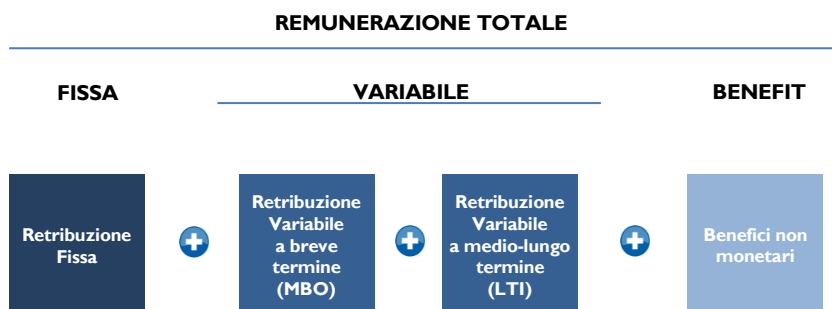 REMUNERAZIONE TOTALE
FISSA
VARIABILE
BENEFIT
Retribuzione
Fissa
Retribuzione
Variabile
a breve
termine
(MBO)
Retribuzione
Variabile
a medio-lungo
termine
(LTI)
Benefici non
monetari